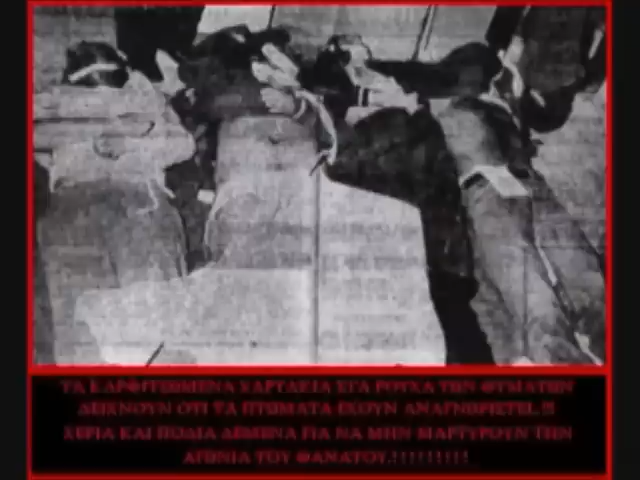 ΤΑ ΚΑΡΦΙΤΣΩΜΕΝΑ ΧΑΡΤΑΚΙΑ ΣΤΑ ΡΟΥΧΑ ΤΩΝ ΘΥΜΑΤΩΝ
ΔΕΙΧΝΟΥΝ ΟΤΙ ΤΑ ΠΤΩΜΑΤΑ ΕΧΟΥΝ ΑΝΑΓΝΩΡΙΣΤΕΙ.!!
ΧΕΡΙΑ ΚΑΙ ΠΟΔΙΑ ΔΕΜΕΝΑ ΓΙΑ ΝΑ ΜΗΝ ΜΑΡΤΥΡΟΥΝ ΤΗΝ
ΑΓΩΝΙΑ ΤΟΥ ΘΑΝΑΤΟΥ.!!!!!!!!!